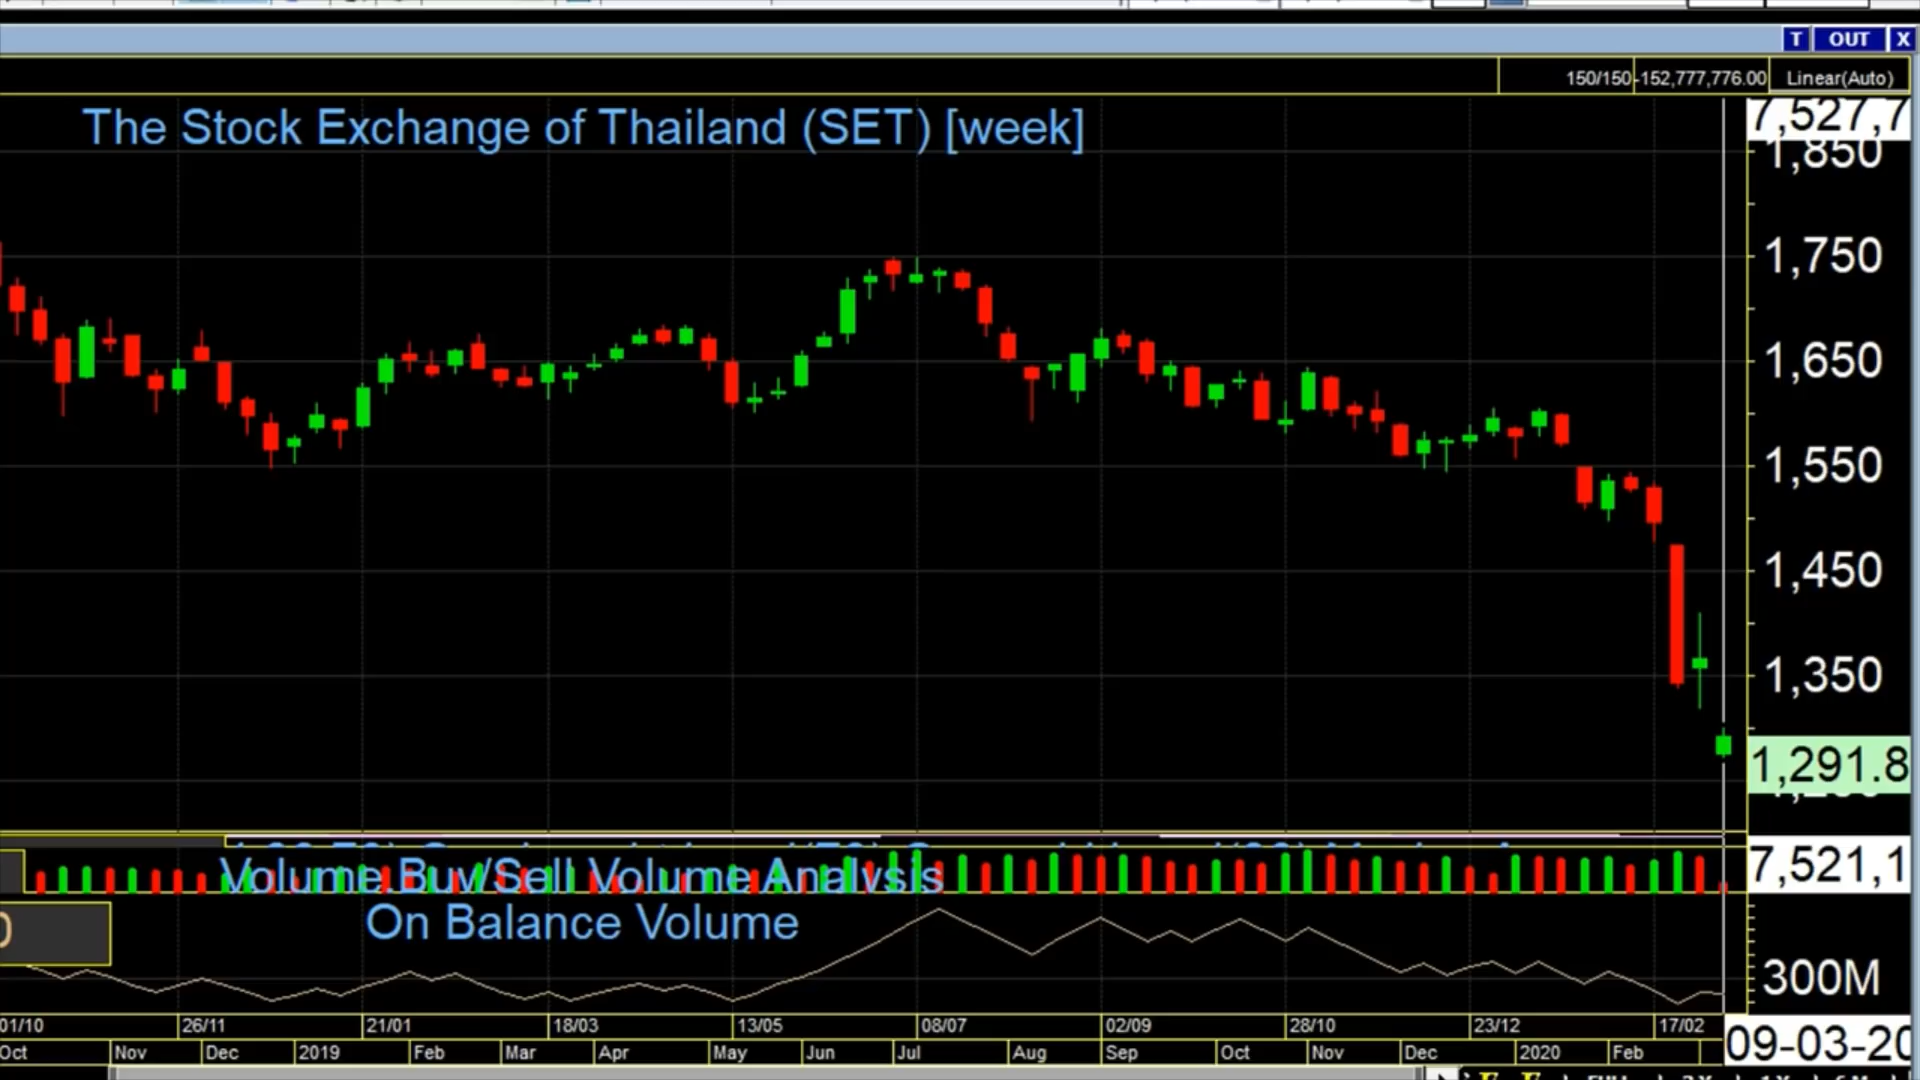 T OUT X
150/150 -152,777,776.00 Linear(Auto)
7,527,7
The Stock Exchange of Thailand (SET) [week]
1,850
1,750
1,650
1,550
1,450
1,350
1,291.8
Volume Buy/Sell Volume Analysis
7,521,1
On Balance Volume
300M
01/10 26/11 21/01 18/03 13/05 08/07 02/09 28/10 23/12 17/02
09-03-20
Oct Nov Dec 2019 Feb Mar Apr May Jun Jul Aug Sep Oct Nov Dec 2020 Feb